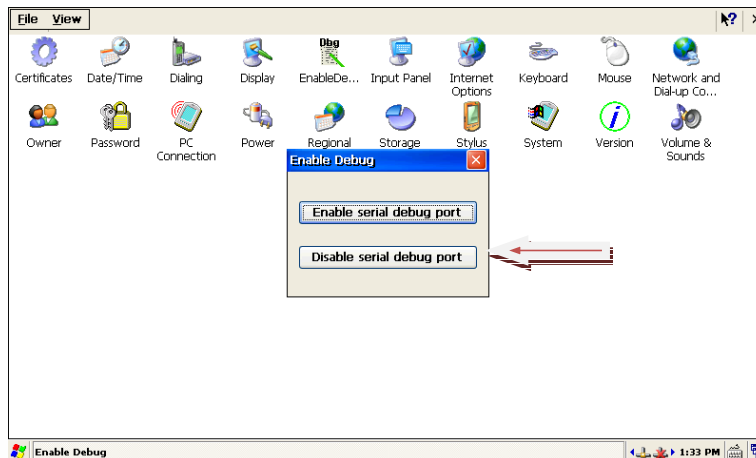 File View
Certificates Date/Time Dialing Display EnableDe... Input Panel Internet Options Keyboard Mouse Network and Dial-up Co...
Dbg
Owner Password PC Connection Power Regional Storage Stylus System Version Volume & Sounds
Enable Debug
Enable serial debug port
Disable serial debug port
Enable Debug 1:33 PM